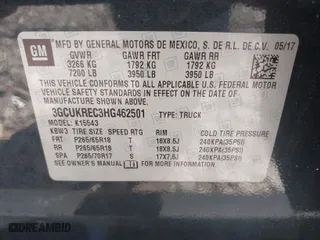 GM
MFD BY GENERAL MOTORS DE MEXICO, S. DE R.L. DE C.V. 05/17
GVWR GAWR FRT GAWR RR
3266 KG 1792 KG 1792 KG
7200 LB 3950 LB 3950 LB
THIS VEHICLE CONFORMS TO ALL APPLICABLE U.S. FEDERAL MOTOR
VEHICLE SAFETY STANDARDS IN EFFECT ON THE DATE OF
MANUFACTURE SHOWN ABOVE.
3GCUKREC3HG462501 TYPE: TRUCK
MODEL: K15543
TIRE SIZE SPEED RTG RIM COLD TIRE PRESSURE
FRT P265/65R18 T 18X8.5J 240KPA(35PSI)
RR P265/65R18 T 18X8.5J 240KPA(35PSI)
SPA P265/70R17 S 17X7.5J 240KPA(35PSI)
SEE OWNER'S MANUAL FOR ADDITIONAL INFORMATION.
IDREAMBID